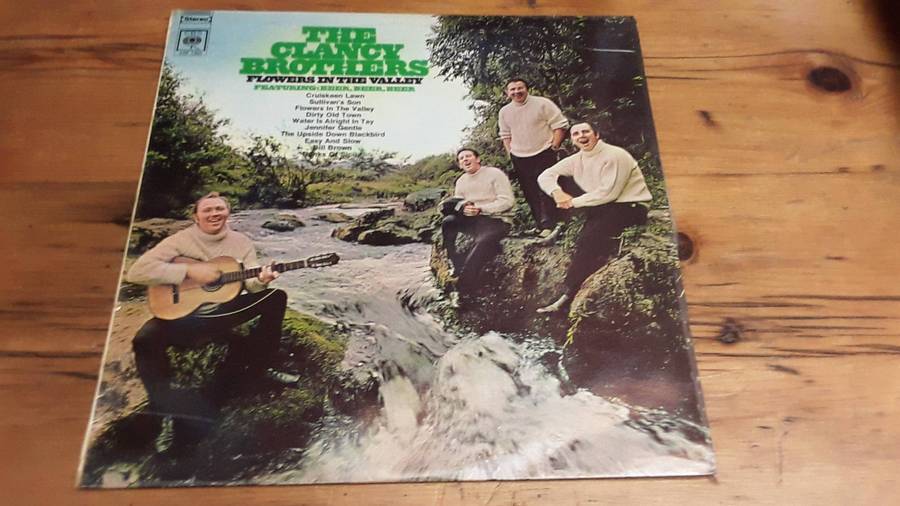 Stereo
THE
CLANCY
BROTHERS
FLOWERS IN THE VALLEY
FEATURING: BEER, BEER, BEER
Cruiskeen Lawn
Sullivan's Son
Flowers In The Valley
Dirty Old Town
Water Is Alright In Tay
Jennifer Gentle
The Upside Down Blackbird
Easy And Slow
Bill Brown